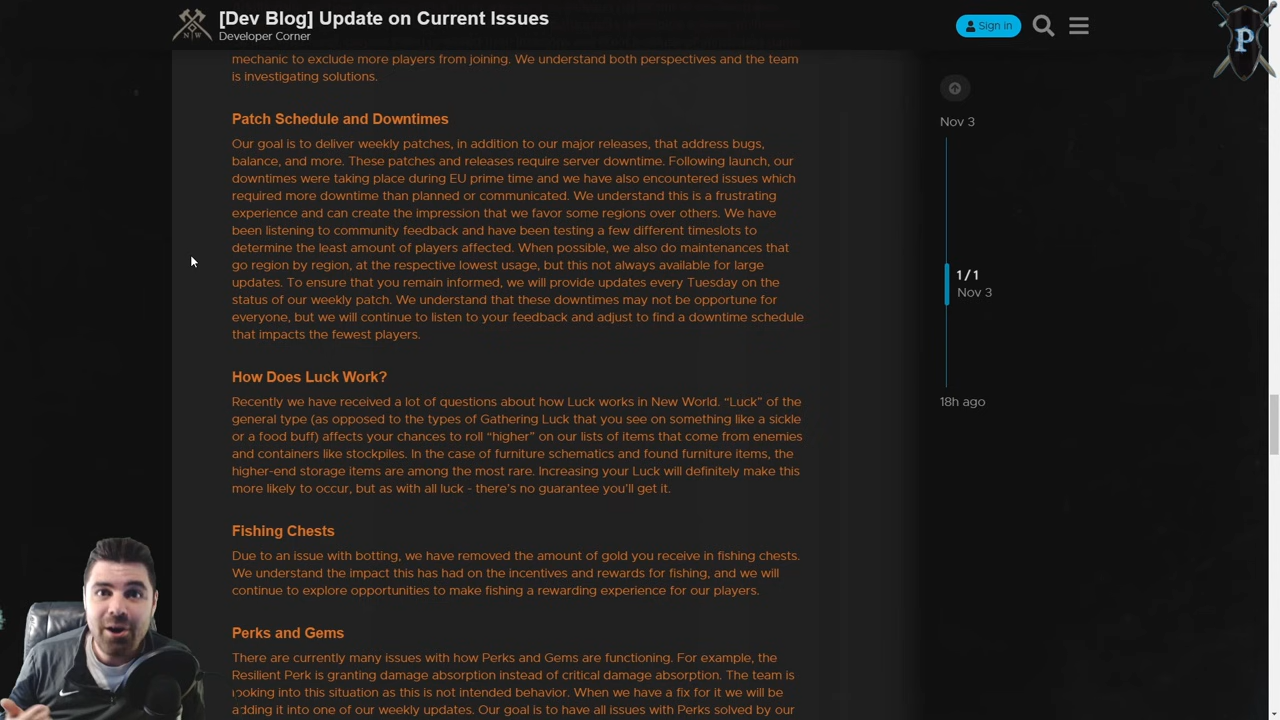 [Dev Blog] Update on Current Issues
Developer Corner
N W
Sign in
P
mechanic to exclude more players from joining. We understand both perspectives and the team
is investigating solutions.
Patch Schedule and Downtimes
Our goal is to deliver weekly patches, in addition to our major releases, that address bugs,
balance, and more. These patches and releases require server downtime. Following launch, our
downtimes were taking place during EU prime time and we have also encountered issues which
required more downtime than planned or communicated. We understand this is a frustrating
experience and can create the impression that we favor some regions over others. We have
been listening to community feedback and have been testing a few different timeslots to
determine the least amount of players affected. When possible, we also do maintenances that
go region by region, at the respective lowest usage, but this not always available for large
updates. To ensure that you remain informed, we will provide updates every Tuesday on the
status of our weekly patch. We understand that these downtimes may not be opportune for
everyone, but we will continue to listen to your feedback and adjust to find a downtime schedule
that impacts the fewest players.
How Does Luck Work?
Recently we have received a lot of questions about how Luck works in New World. “Luck” of the
general type (as opposed to the types of Gathering Luck that you see on something like a sickle
or a food buff) affects your chances to roll “higher” on our lists of items that come from enemies
and containers like stockpiles. In the case of furniture schematics and found furniture items, the
higher-end storage items are among the most rare. Increasing your Luck will definitely make this
more likely to occur, but as with all luck - there’s no guarantee you’ll get it.
Fishing Chests
Due to an issue with botting, we have removed the amount of gold you receive in fishing chests.
We understand the impact this has had on the incentives and rewards for fishing, and we will
continue to explore opportunities to make fishing a rewarding experience for our players.
Perks and Gems
There are currently many issues with how Perks and Gems are functioning. For example, the
Resilient Perk is granting damage absorption instead of critical damage absorption. The team is
looking into this situation as this is not intended behavior. When we have a fix for it we will be
adding it into one of our weekly updates. Our goal is to have all issues with Perks solved by our
Nov 3
1 / 1
Nov 3
18h ago